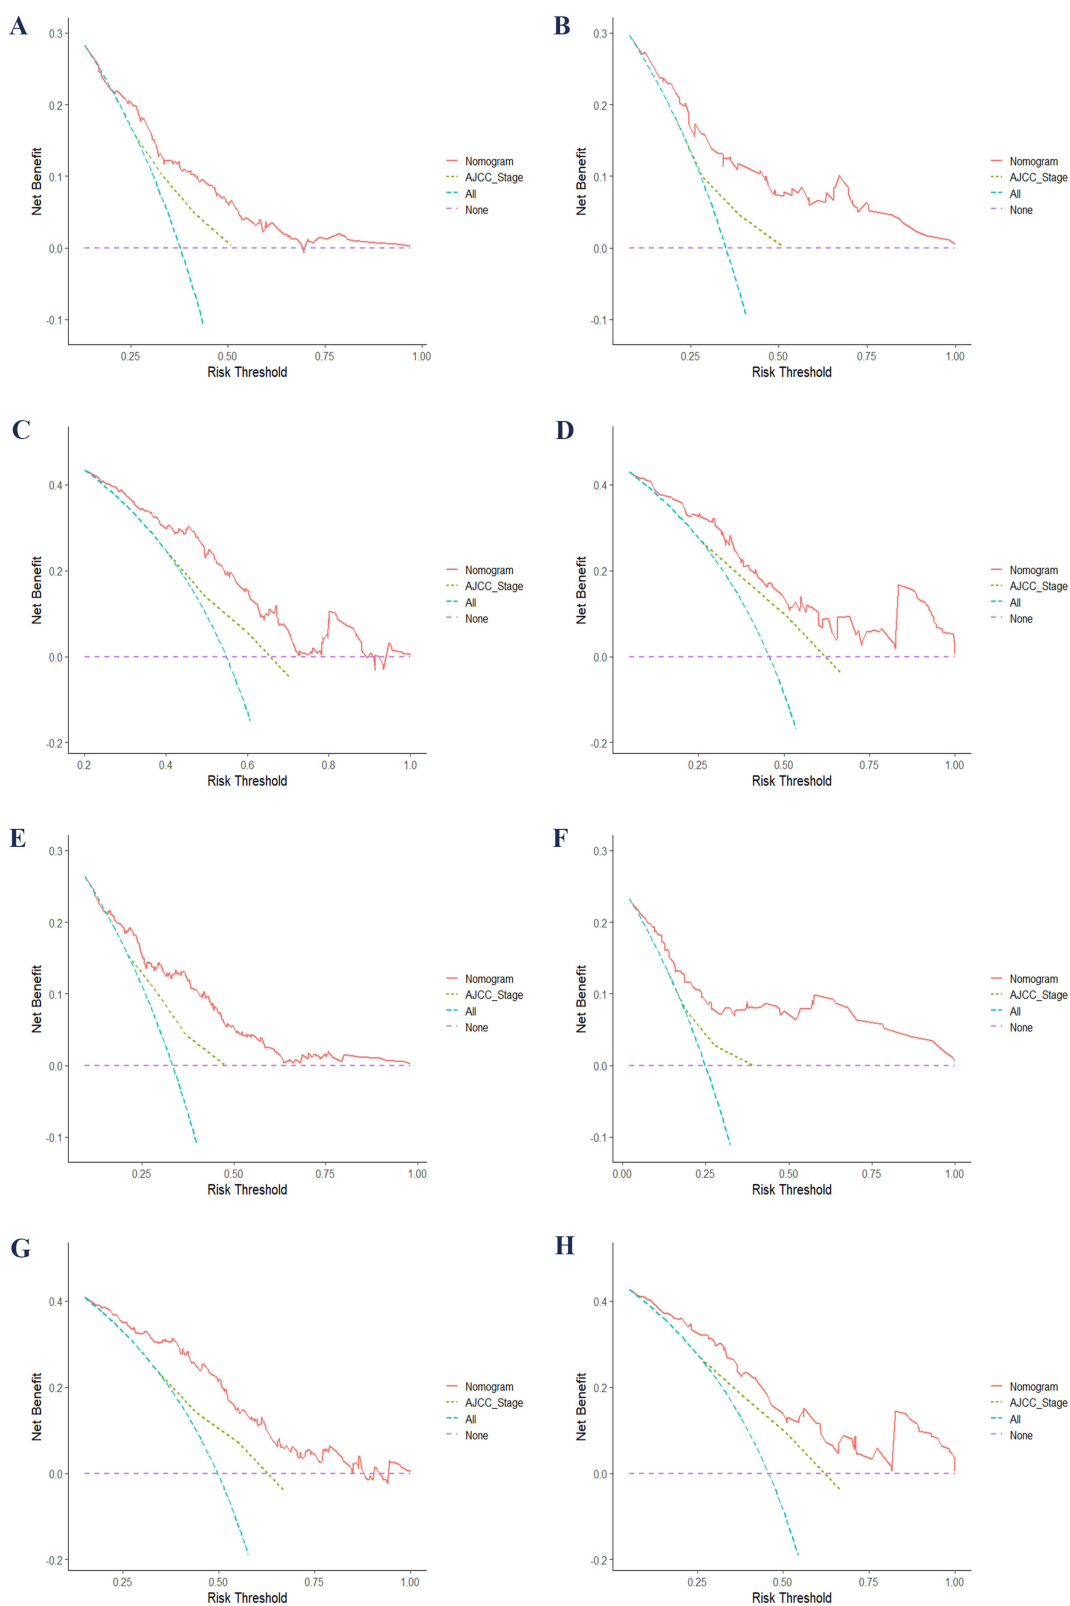 A
Net Benefit
0.3
0.2
0.1
0.0
-0.1
0.25
0.50
0.75
1.00
Risk Threshold
Nomogram
AJCC_Stage
All
None
B
Net Benefit
0.3
0.2
0.1
0.0
-0.1
0.25
0.50
0.75
1.00
Risk Threshold
Nomogram
AJCC_Stage
All
None
C
Net Benefit
0.4
0.2
0.0
-0.2
0.2
0.4
0.6
0.8
1.0
Risk Threshold
Nomogram
AJCC_Stage
All
None
D
Net Benefit
0.4
0.2
0.0
-0.2
0.25
0.50
0.75
1.00
Risk Threshold
Nomogram
AJCC_Stage
All
None
E
Net Benefit
0.3
0.2
0.1
0.0
-0.1
0.25
0.50
0.75
1.00
Risk Threshold
Nomogram
AJCC_Stage
All
None
F
Net Benefit
0.3
0.2
0.1
0.0
-0.1
0.00
0.25
0.50
0.75
1.00
Risk Threshold
Nomogram
AJCC_Stage
All
None
G
Net Benefit
0.4
0.2
0.0
-0.2
0.25
0.50
0.75
1.00
Risk Threshold
Nomogram
AJCC_Stage
All
None
H
Net Benefit
0.4
0.2
0.0
-0.2
0.25
0.50
0.75
1.00
Risk Threshold
Nomogram
AJCC_Stage
All
None